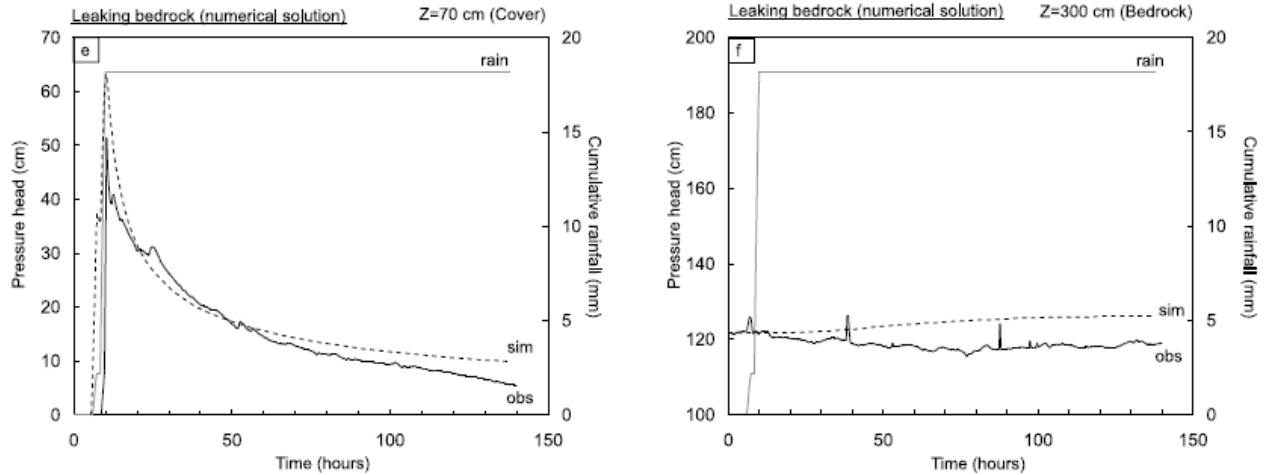 Leaking bedrock (numerical solution) Z=70 cm (Cover)
70
60
50
40
30
20
10
0
Pressure head (cm)
e
rain
sim
obs
20
15
10
5
0
Cumulative rainfall (mm)
0 50 100 150
Time (hours)
Leaking bedrock (numerical solution) Z=300 cm (Bedrock)
200
180
160
140
120
100
Pressure head (cm)
f
rain
sim
obs
20
15
10
5
0
Cumulative rainfall (mm)
0 50 100 150
Time (hours)